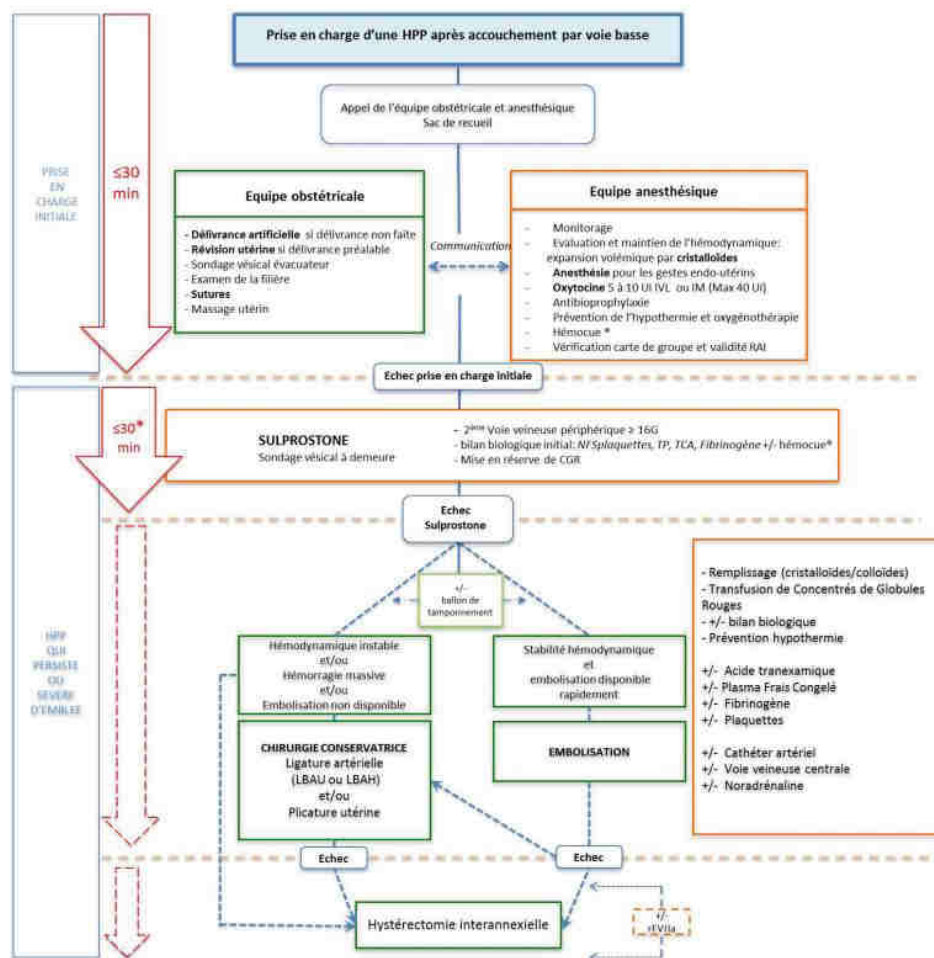 Prise en charge d'une HPP après accouchement par voie basse
Appel de l'équipe obstétricale et anesthésique
Sac de recueil
PRISE
EN
CHARGE
INITIALE
≤30
min
Equipe obstétricale
- Délivrance artificielle si délivrance non faite
- Révision utérine si délivrance préalable
- Sondage vésical évacuateur
- Examen de la filière
- Sutures
- Massage utérin
Communication
Equipe anesthésique
- Monitorage
- Evaluation et maintien de l'hémodynamique:
expansion volémique par cristalloïdes
- Anesthésie pour les gestes endo-utérins
- Oxytocine 5 à 10 UI IVL ou IM (Max 40 UI)
- Antibioprophylaxie
- Prévention de l'hypothermie et oxygénothérapie
- Hémocue ®
- Vérification carte de groupe et validité RAI
Echec prise en charge initiale
HPP
QUI
PERSISTE
OU
SEVERE
D'EMBLEE
≤30*
min
SULPROSTONE
Sondage vésical à demeure
- 2ème Voie veineuse périphérique ≥ 16G
- bilan biologique initial: NFSplaquettes, TP, TCA, Fibrinogène +/- hémocue®
- Mise en réserve de CGR
Echec
Sulprostone
+/-
ballon de
tamponnement
Hémodynamique instable
et/ou
Hémorragie massive
et/ou
Embolisation non disponible
Stabilité hémodynamique
et
embolisation disponible
rapidement
CHIRURGIE CONSERVATRICE
Ligature artérielle
(LBAU ou LBAH)
et/ou
Plicature utérine
EMBOLISATION
- Remplissage (cristalloïdes/colloïdes)
- Transfusion de Concentrés de Globules
Rouges
- +/- bilan biologique
- Prévention hypothermie
+/- Acide tranexamique
+/- Plasma Frais Congelé
+/- Fibrinogène
+/- Plaquettes
+/- Cathéter artériel
+/- Voie veineuse centrale
+/- Noradrénaline
Echec
Echec
Hystérectomie interannexielle
+/-
rFVIIa